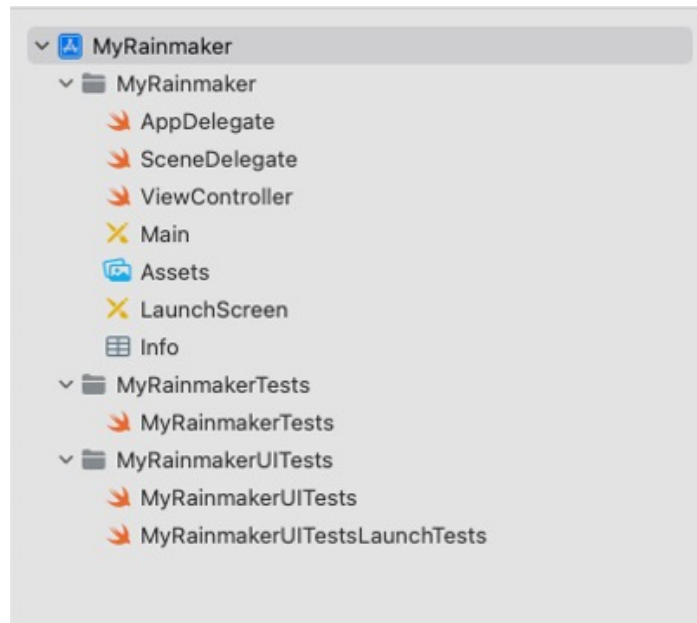 MyRainmaker
MyRainmaker
AppDelegate
SceneDelegate
ViewController
Main
Assets
LaunchScreen
Info
MyRainmakerTests
MyRainmakerTests
MyRainmakerUITests
MyRainmakerUITests
MyRainmakerUITestsLaunchTests